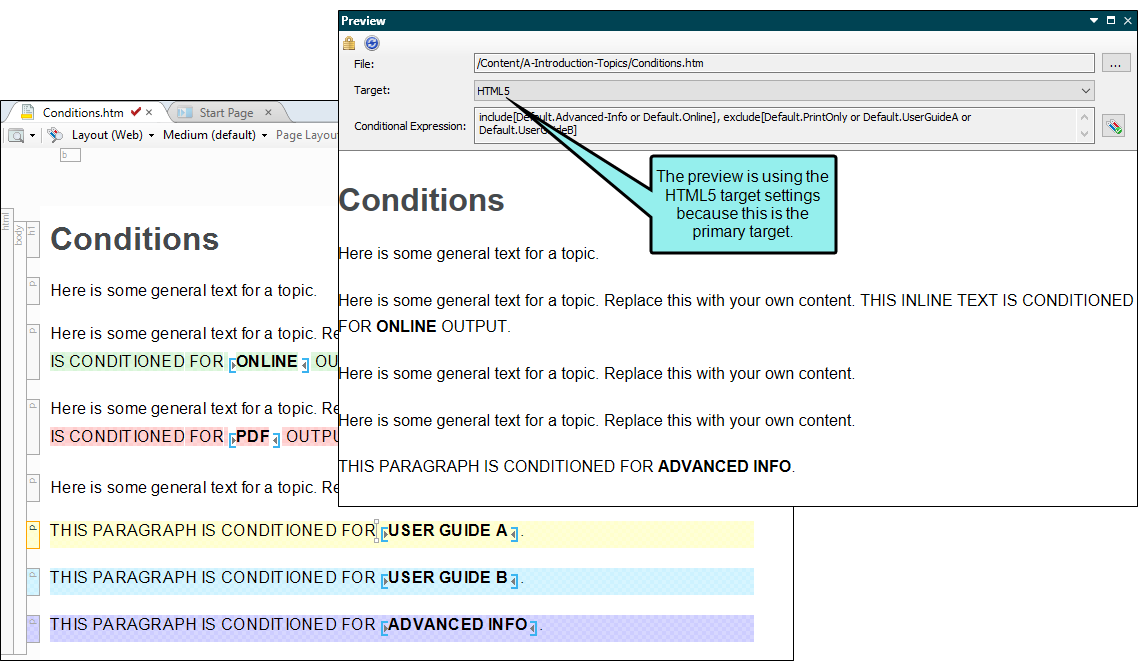 Preview
File:
/Content/A-Introduction-Topics/Conditions.htm
...
Target:
HTML5
Conditional Expression:
include[Default.Advanced-Info or Default.Online], exclude[Default.PrintOnly or Default.UserGuideA or
Default.UserGuideB]
The preview is using the
HTML5 target settings
because this is the
primary target.
Conditions
Here is some general text for a topic.
Here is some general text for a topic. Replace this with your own content. THIS INLINE TEXT IS CONDITIONED
FOR ONLINE OUTPUT.
Here is some general text for a topic. Replace this with your own content.
Here is some general text for a topic. Replace this with your own content.
THIS PARAGRAPH IS CONDITIONED FOR ADVANCED INFO.
Conditions.htm
Start Page
Layout (Web)
Medium (default)
Page Layou
b
html
body
h1
Conditions
p
Here is some general text for a topic.
p
Here is some general text for a topic. Re
IS CONDITIONED FOR ONLINE OU
p
Here is some general text for a topic. Re
IS CONDITIONED FOR PDF OUTPU
p
Here is some general text for a topic. Re
p
THIS PARAGRAPH IS CONDITIONED FOR USER GUIDE A.
p
THIS PARAGRAPH IS CONDITIONED FOR USER GUIDE B.
p
THIS PARAGRAPH IS CONDITIONED FOR ADVANCED INFO.